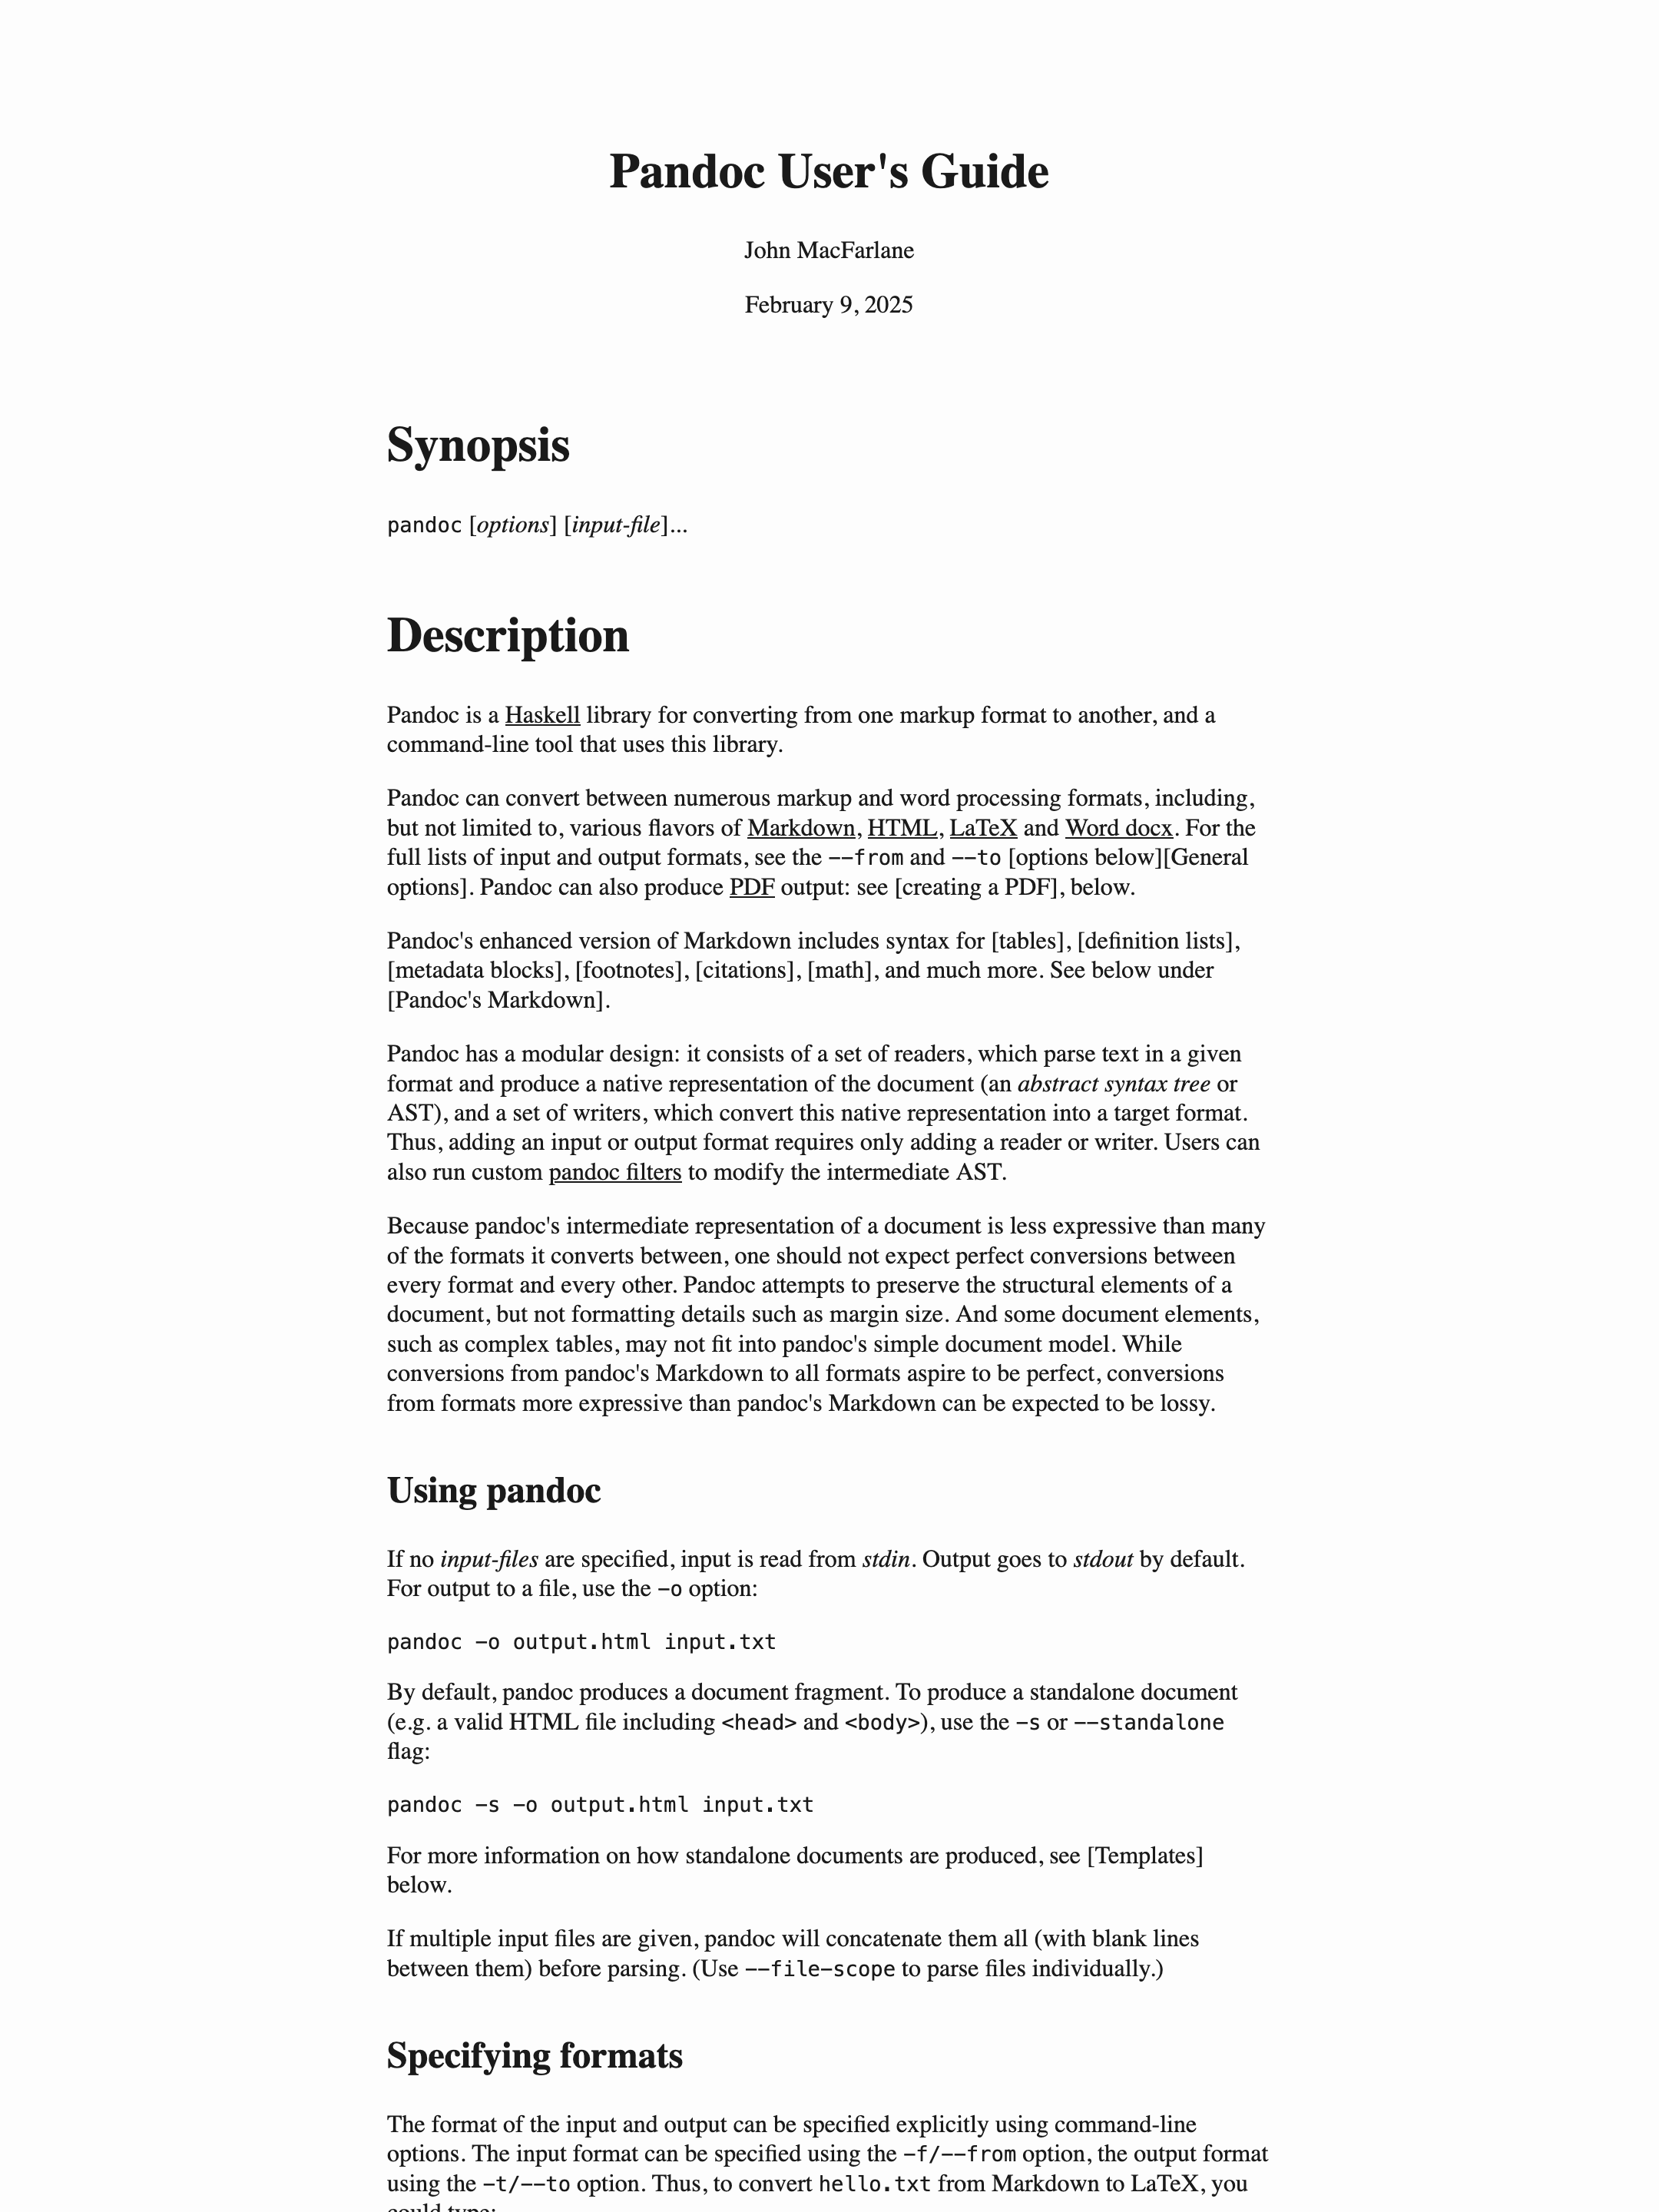 Pandoc User's Guide
John MacFarlane
February 9, 2025
Synopsis
pandoc [options] [input-file]...
Description
Pandoc is a Haskell library for converting from one markup format to another, and a
command-line tool that uses this library.
Pandoc can convert between numerous markup and word processing formats, including,
but not limited to, various flavors of Markdown, HTML, LaTeX and Word docx. For the
full lists of input and output formats, see the --from and --to [options below][General
options]. Pandoc can also produce PDF output: see [creating a PDF], below.
Pandoc's enhanced version of Markdown includes syntax for [tables], [definition lists],
[metadata blocks], [footnotes], [citations], [math], and much more. See below under
[Pandoc's Markdown].
Pandoc has a modular design: it consists of a set of readers, which parse text in a given
format and produce a native representation of the document (an abstract syntax tree or
AST), and a set of writers, which convert this native representation into a target format.
Thus, adding an input or output format requires only adding a reader or writer. Users can
also run custom pandoc filters to modify the intermediate AST.
Because pandoc's intermediate representation of a document is less expressive than many
of the formats it converts between, one should not expect perfect conversions between
every format and every other. Pandoc attempts to preserve the structural elements of a
document, but not formatting details such as margin size. And some document elements,
such as complex tables, may not fit into pandoc's simple document model. While
conversions from pandoc's Markdown to all formats aspire to be perfect, conversions
from formats more expressive than pandoc's Markdown can be expected to be lossy.
Using pandoc
If no input-files are specified, input is read from stdin. Output goes to stdout by default.
For output to a file, use the -o option:
pandoc -o output.html input.txt
By default, pandoc produces a document fragment. To produce a standalone document
(e.g. a valid HTML file including <head> and <body>), use the -s or --standalone
flag:
pandoc -s -o output.html input.txt
For more information on how standalone documents are produced, see [Templates]
below.
If multiple input files are given, pandoc will concatenate them all (with blank lines
between them) before parsing. (Use --file-scope to parse files individually.)
Specifying formats
The format of the input and output can be specified explicitly using command-line
options. The input format can be specified using the -f/--from option, the output format
using the -t/--to option. Thus, to convert hello.txt from Markdown to LaTeX, you
could type: